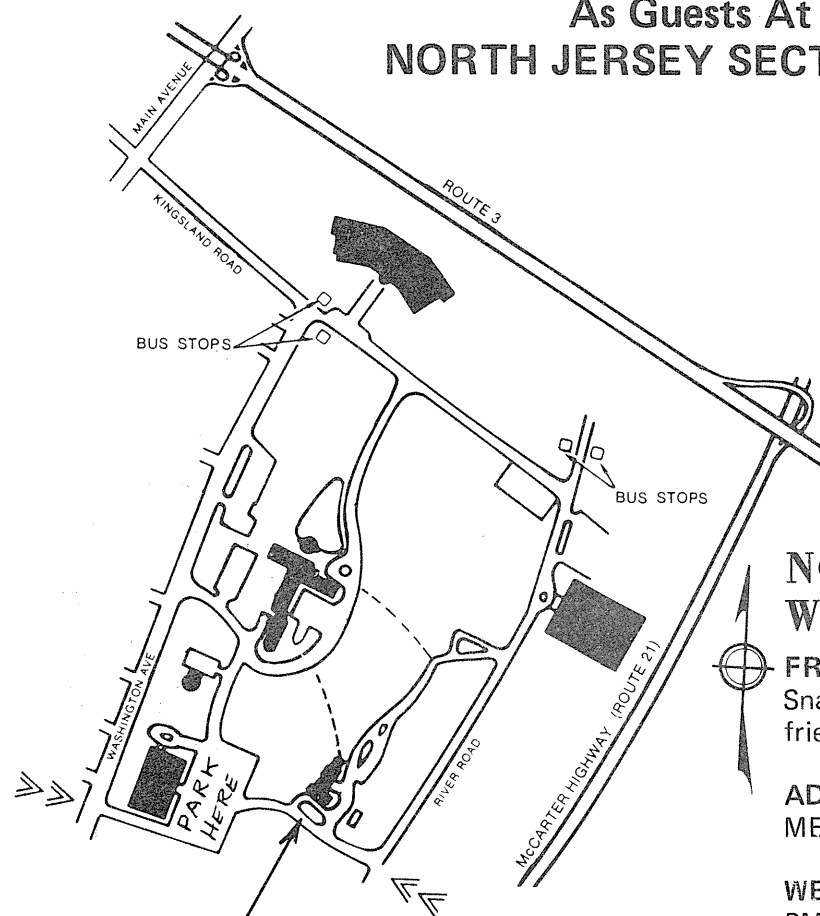 As Guests At
NORTH JERSEY SECT
MAIN AVENUE
ROUTE 3
KINGSLAND ROAD
BUS STOPS
BUS STOPS
WASHINGTON AVE
PARK
HERE
RIVER ROAD
McCARTER HIGHWAY (ROUTE 21)
N
W
FR
Sna
frie
AD
ME
WE